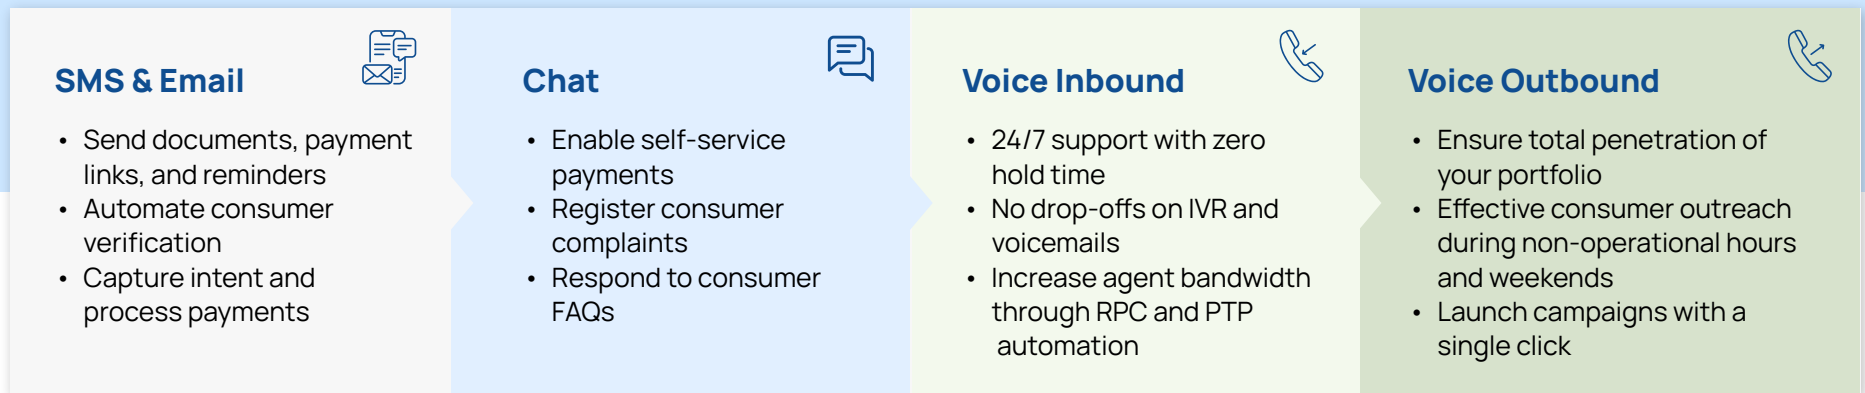 SMS & Email
• Send documents, payment
links, and reminders
• Automate consumer
verification
• Capture intent and
process payments
Chat
• Enable self-service
payments
• Register consumer
complaints
• Respond to consumer
FAQs
Voice Inbound
• 24/7 support with zero
hold time
• No drop-offs on IVR and
voicemails
• Increase agent bandwidth
through RPC and PTP
automation
Voice Outbound
• Ensure total penetration of
your portfolio
• Effective consumer outreach
during non-operational hours
and weekends
• Launch campaigns with a
single click